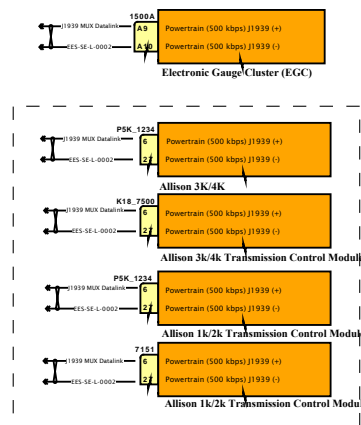 1500A
J1939 MUX Datalink
A9
Powertrain (500 kbps) J1939 (+)
EES-SE-L-0002
A10
Powertrain (500 kbps) J1939 (-)
Electronic Gauge Cluster (EGC)
P5K_1234
J1939 MUX Datalink
6
Powertrain (500 kbps) J1939 (+)
EES-SE-L-0002
27
Powertrain (500 kbps) J1939 (-)
Allison 3K/4K
K18_7500
J1939 MUX Datalink
6
Powertrain (500 kbps) J1939 (+)
EES-SE-L-0002
27
Powertrain (500 kbps) J1939 (-)
Allison 3k/4k Transmission Control Modul
P5K_1234
J1939 MUX Datalink
6
Powertrain (500 kbps) J1939 (+)
EES-SE-L-0002
27
Powertrain (500 kbps) J1939 (-)
Allison 1k/2k Transmission Control Modul
7151
J1939 MUX Datalink
6
Powertrain (500 kbps) J1939 (+)
EES-SE-L-0002
27
Powertrain (500 kbps) J1939 (-)
Allison 1k/2k Transmission Control Modu